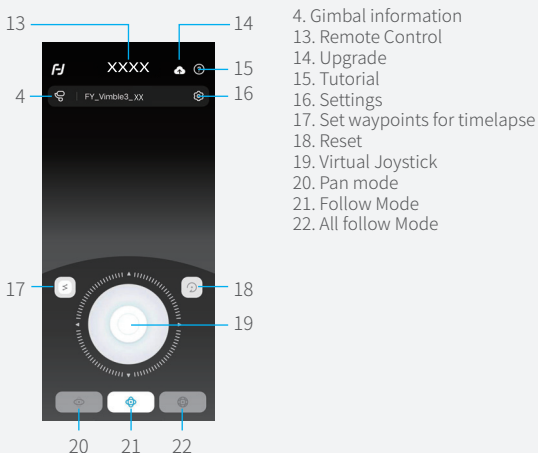 13
14
4. Gimbal information
13. Remote Control
14. Upgrade
15. Tutorial
16. Settings
17. Set waypoints for timelapse
18. Reset
19. Virtual Joystick
20. Pan mode
21. Follow Mode
22. All follow Mode
XXXX
15
4
FY_Vimble3_XX
16
17
18
19
20
21
22